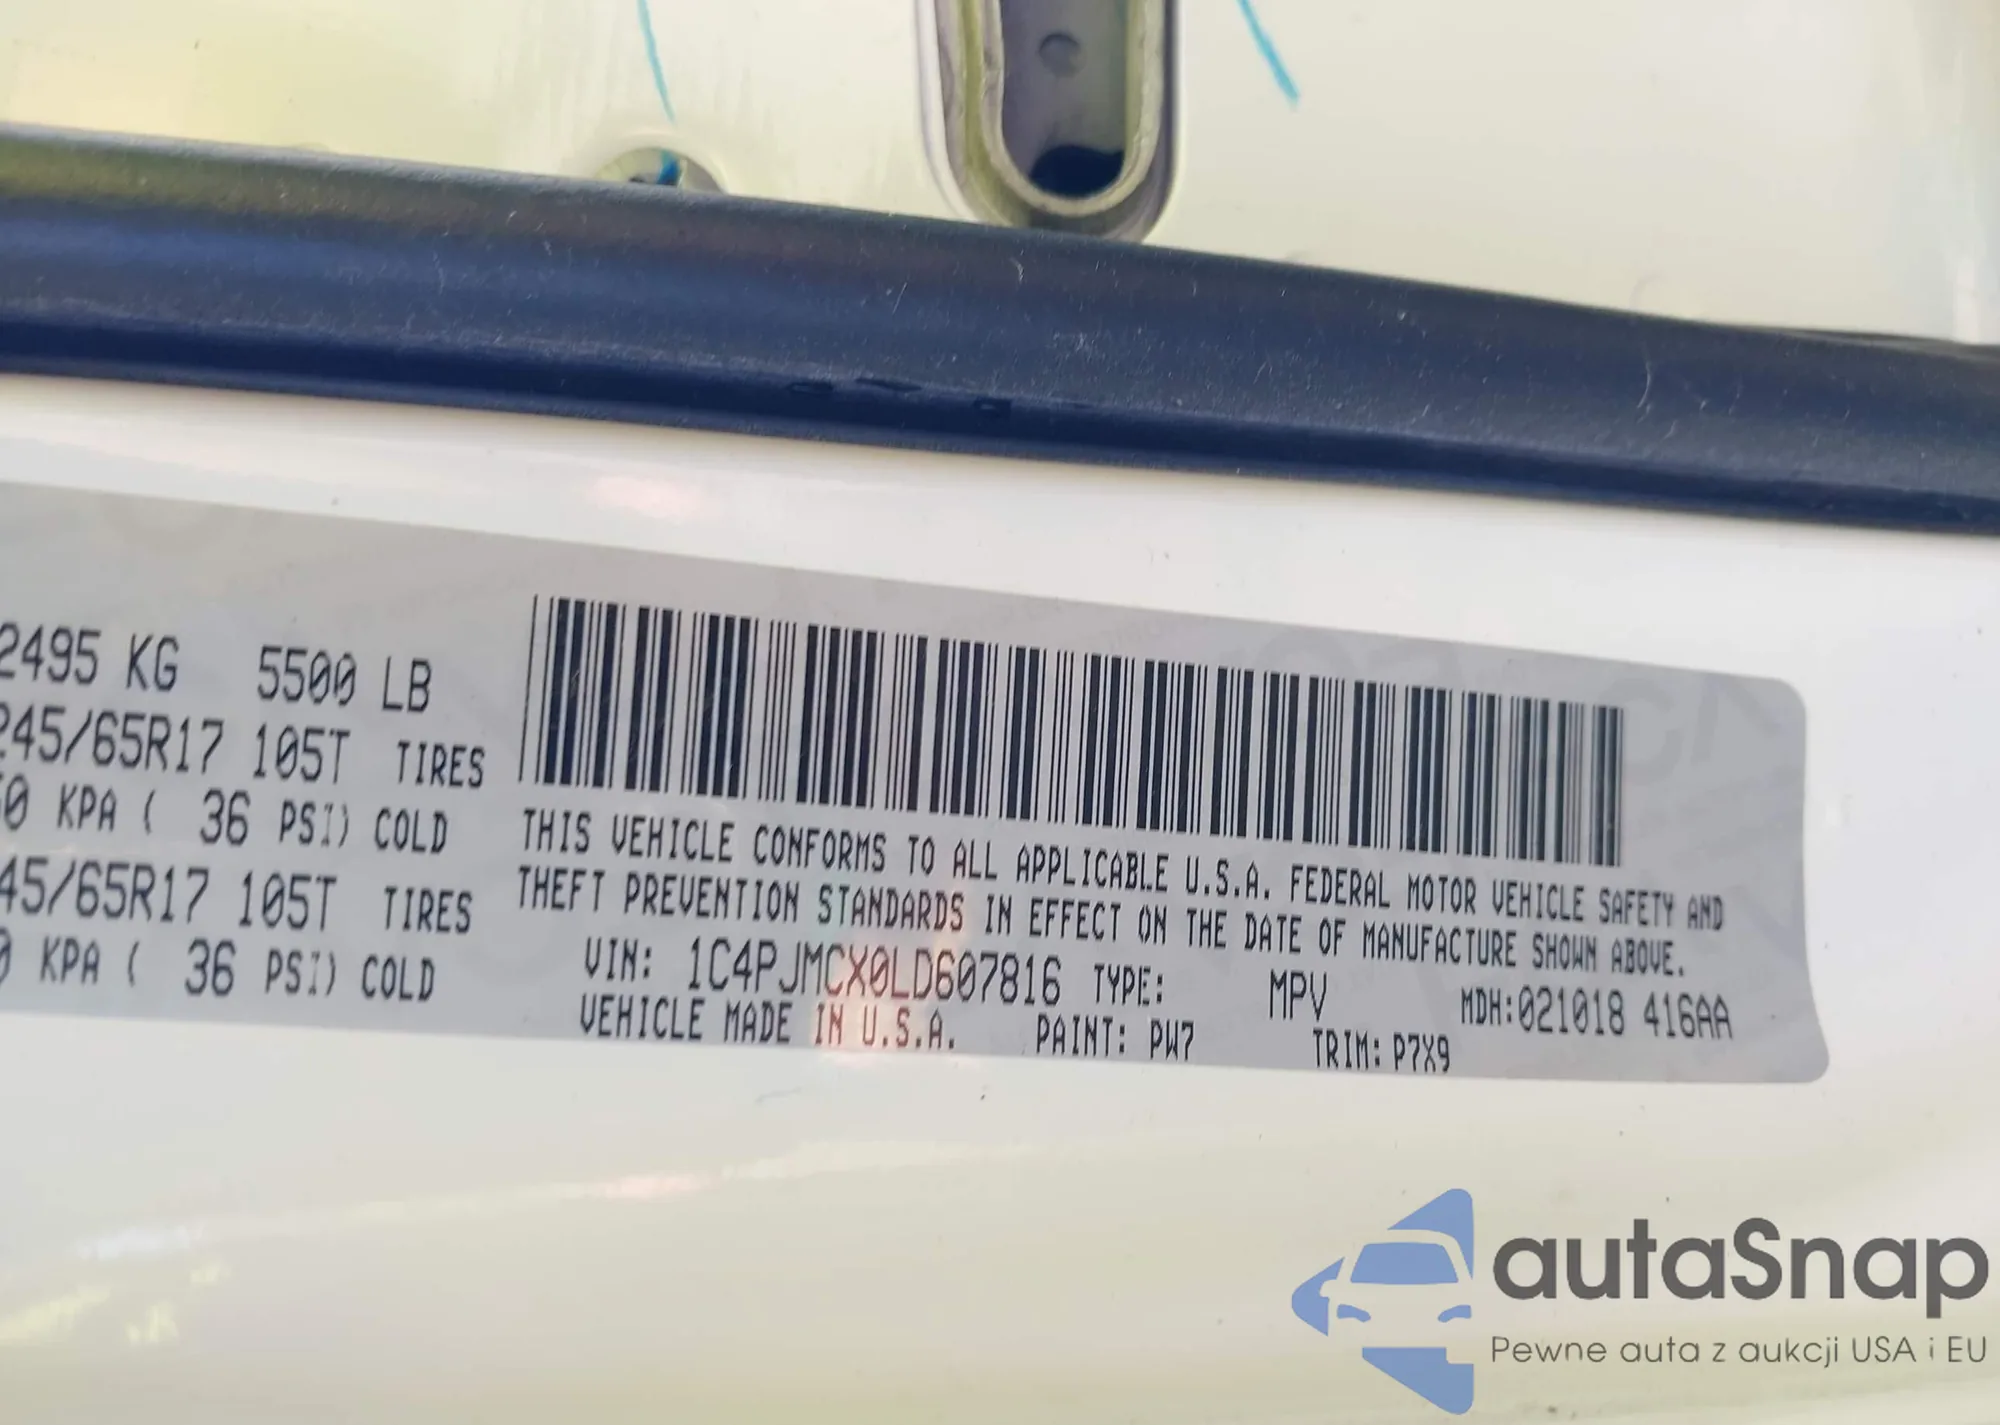 2495 KG 5500 LB
245/65R17 105T TIRES
0 KPA ( 36 PSI) COLD
45/65R17 105T TIRES
0 KPA ( 36 PSI) COLD
THIS VEHICLE CONFORMS TO ALL APPLICABLE U.S.A. FEDERAL MOTOR VEHICLE SAFETY AND
THEFT PREVENTION STANDARDS IN EFFECT ON THE DATE OF MANUFACTURE SHOWN ABOVE.
VIN: 1C4PJMCX0LD607816 TYPE: MPV MDH:021018 416AA
VEHICLE MADE IN U.S.A. PAINT: PW7 TRIM: P7X9
autaSnap
Pewne auta z aukcji USA i EU